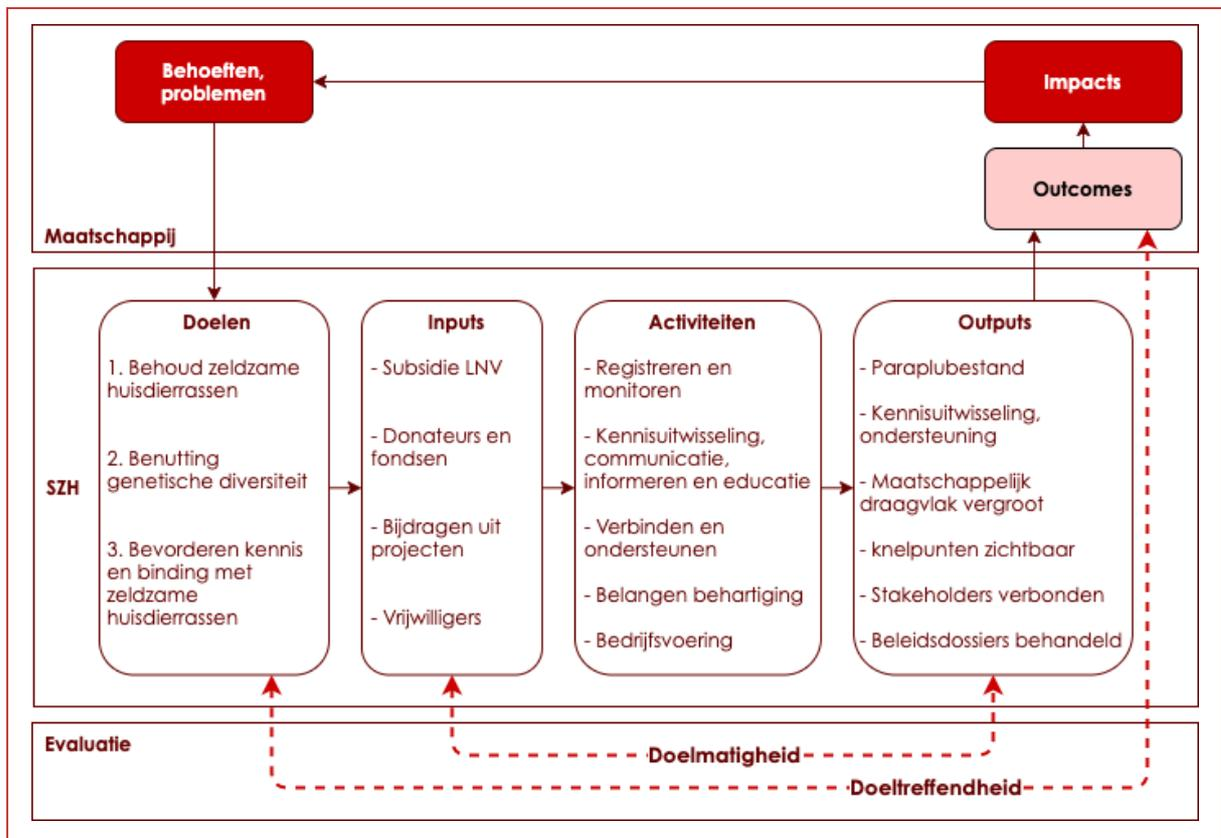 Behoeften,
problemen
Impacts
Outcomes
Maatschappij
SZH
Doelen
1. Behoud zeldzame
huisdierrassen
2. Benutting
genetische diversiteit
3. Bevorderen kennis
en binding met
zeldzame
huisdierrassen
Inputs
- Subsidie LNV
- Donateurs en
fondsen
- Bijdragen uit
projecten
- Vrijwilligers
Activiteiten
- Registreren en
monitoren
- Kennisuitwisseling,
communicatie,
informeren en educatie
- Verbinden en
ondersteunen
- Belangen behartiging
- Bedrijfsvoering
Outputs
- Paraplubestand
- Kennisuitwisseling,
ondersteuning
- Maatschappelijk
draagvlak vergroot
- knelpunten zichtbaar
- Stakeholders verbonden
- Beleidsdossiers behandeld
Evaluatie
Doelmatigheid
Doeltreffendheid